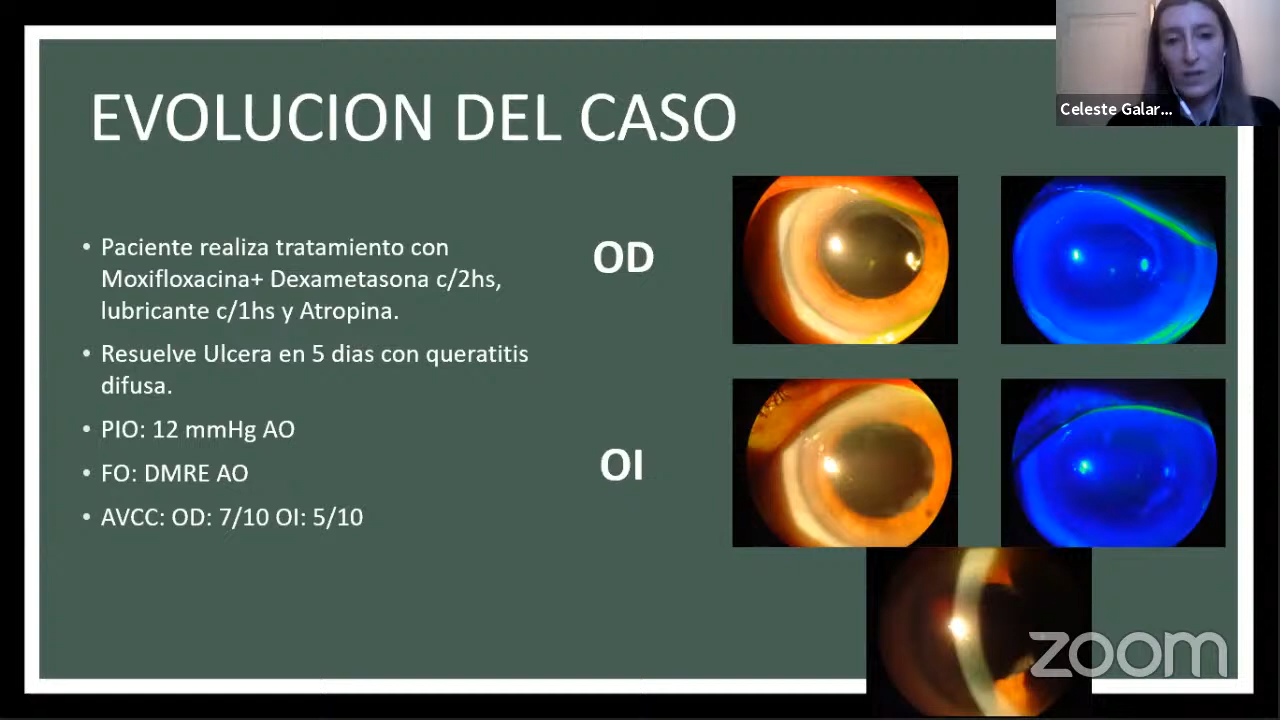 Celeste Galar...
EVOLUCION DEL CASO
• Paciente realiza tratamiento con
Moxifloxacina+ Dexametasona c/2hs,
lubricante c/1hs y Atropina.
• Resuelve Ulcera en 5 dias con queratitis
difusa.
• PIO: 12 mmHg AO
• FO: DMRE AO
• AVCC: OD: 7/10 OI: 5/10
OD
OI
zoom